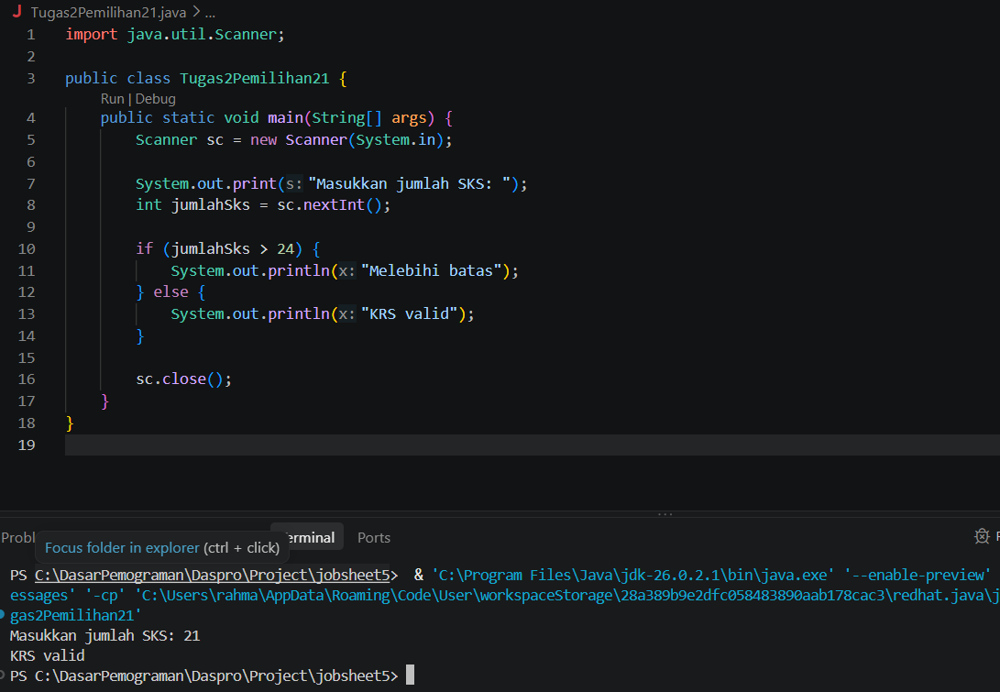 J Tugas2Pemilihan21.java > ...
1 import java.util.Scanner;
2
3 public class Tugas2Pemilihan21 {
Run | Debug
4 public static void main(String[] args) {
5 Scanner sc = new Scanner(System.in);
6
7 System.out.print(s: "Masukkan jumlah SKS: ");
8 int jumlahSks = sc.nextInt();
9
10 if (jumlahSks > 24) {
11 System.out.println(x: "Melebihi batas");
12 } else {
13 System.out.println(x: "KRS valid");
14 }
15
16 sc.close();
17 }
18 }
19
Probl erminal Ports
Focus folder in explorer (ctrl + click)
PS C:\DasarPemograman\Daspro\Project\jobsheet5> & 'C:\Program Files\Java\jdk-26.0.2.1\bin\java.exe' '--enable-preview'
essages' '-cp' 'C:\Users\rahma\AppData\Roaming\Code\User\workspaceStorage\28a389b9e2dfc058483890aab178cac3\redhat.java\j
gas2Pemilihan21'
Masukkan jumlah SKS: 21
KRS valid
PS C:\DasarPemograman\Daspro\Project\jobsheet5>